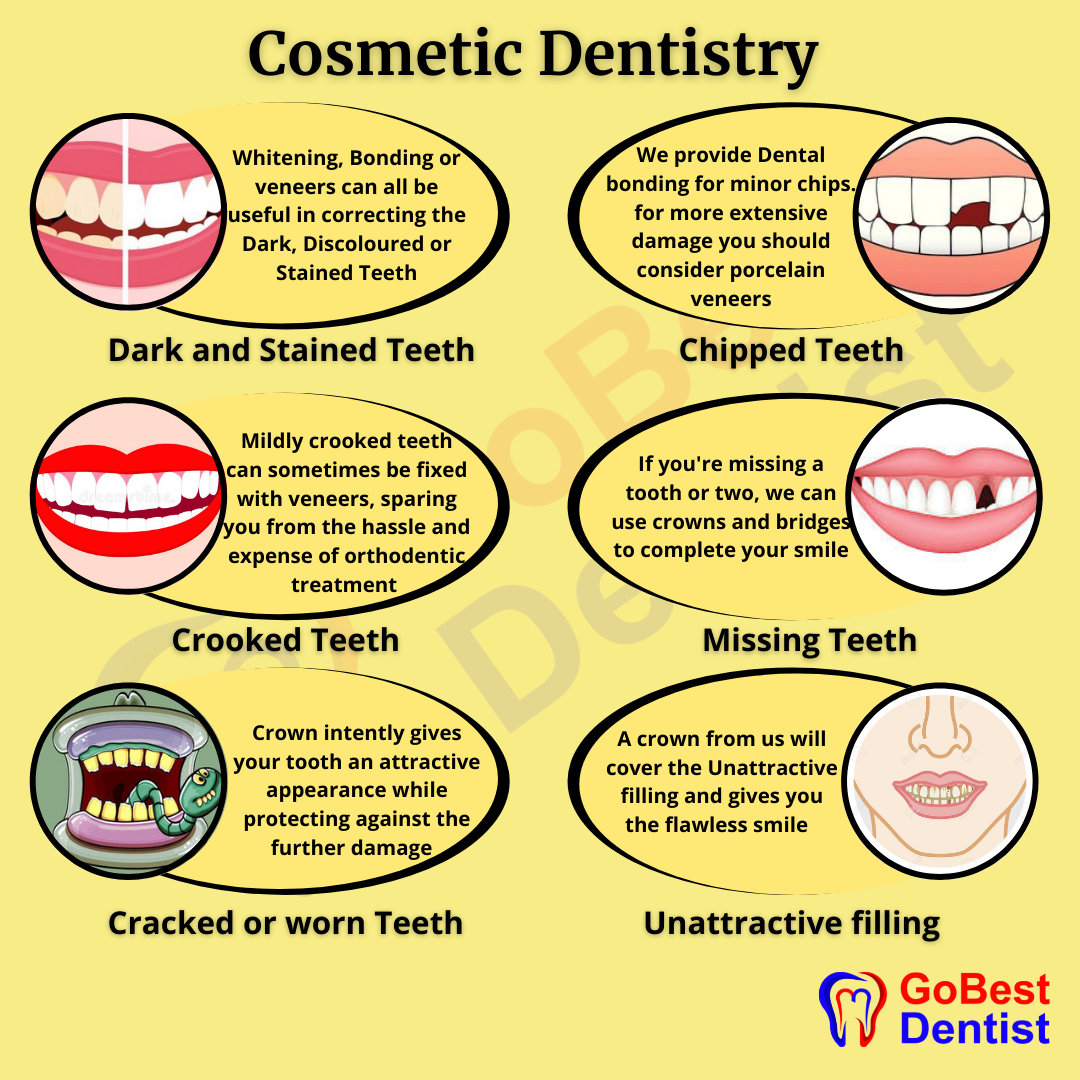 Cosmetic Dentistry
Whitening, Bonding or
veneers can all be
useful in correcting the
Dark, Discoloured or
Stained Teeth
Dark and Stained Teeth
We provide Dental
bonding for minor chips.
for more extensive
damage you should
consider porcelain
veneers
Chipped Teeth
Mildly crooked teeth
can sometimes be fixed
with veneers, sparing
you from the hassle and
expense of orthodentic
treatment
Crooked Teeth
If you're missing a
tooth or two, we can
use crowns and bridges
to complete your smile
Missing Teeth
Crown intently gives
your tooth an attractive
appearance while
protecting against the
further damage
Cracked or worn Teeth
A crown from us will
cover the Unattractive
filling and gives you
the flawless smile
Unattractive filling
GoBest
Dentist
GoBest
Dentist